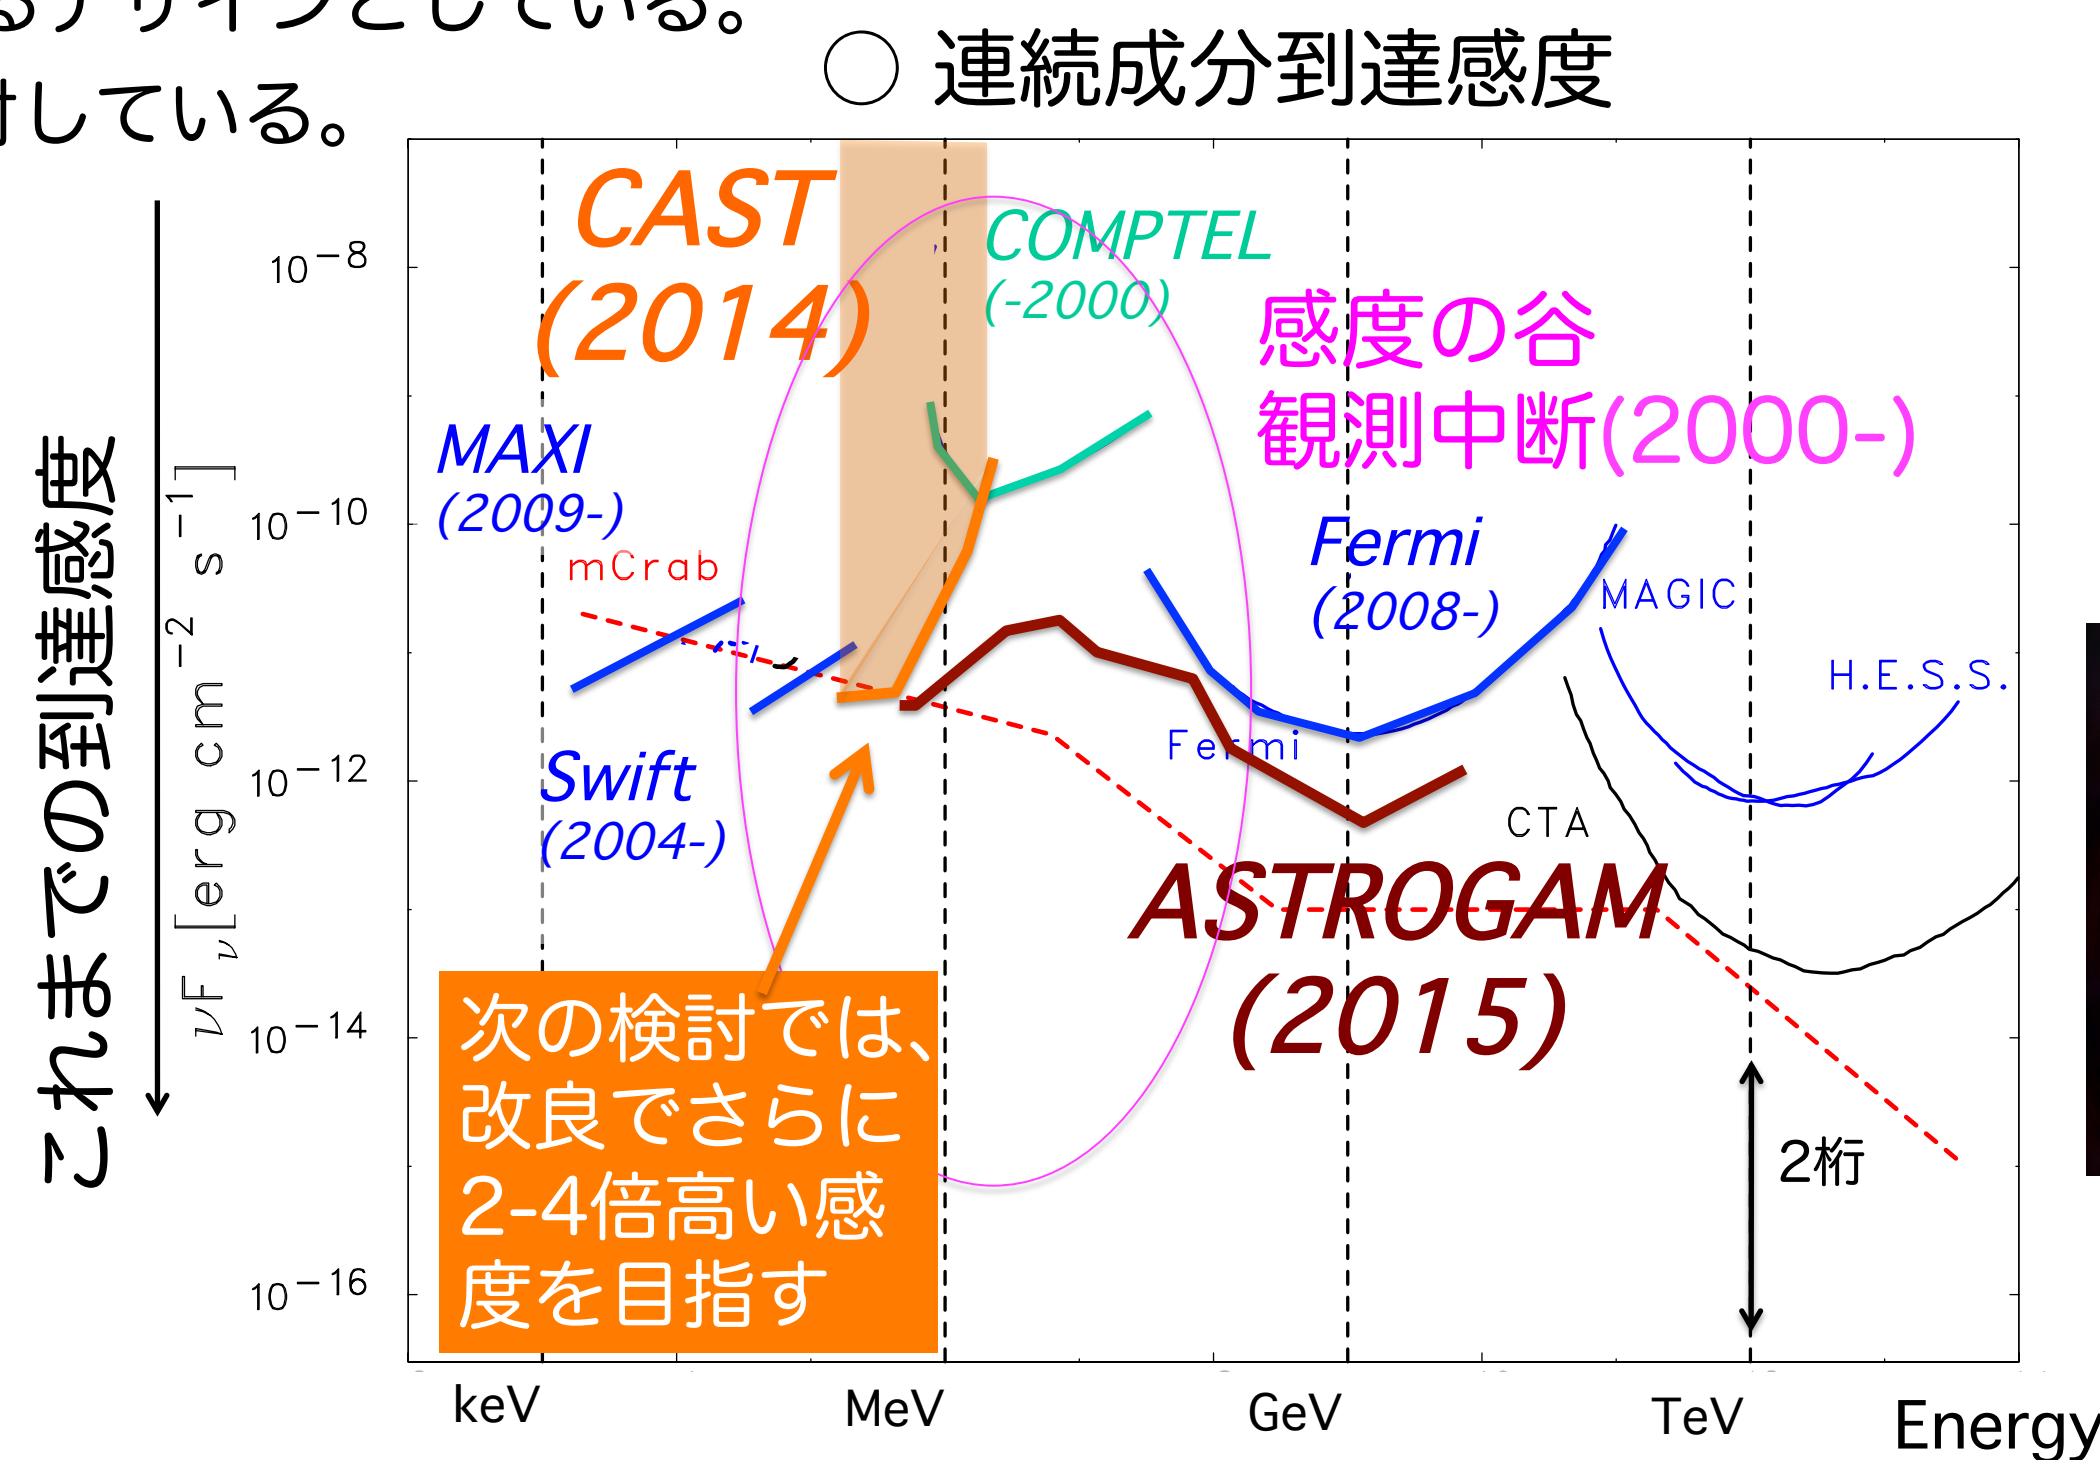 るデザインとしている。
討している。
○ 連続成分到達感度
CAST
(2014)
COMPTEL
(-2000)
感度の谷
観測中断(2000-)
MAXI
(2009-)
mCrab
Fermi
(2008-)
MAGIC
H.E.S.S.
Swift
(2004-)
Fermi
CTA
ASTROGAM
(2015)
次の検討では、
改良でさらに
2-4倍高い感
度を目指す
2桁
これまでの到達感度
νFν[erg cm−2 s−1]
10−8
10−10
10−12
10−14
10−16
keV
MeV
GeV
TeV
Energy